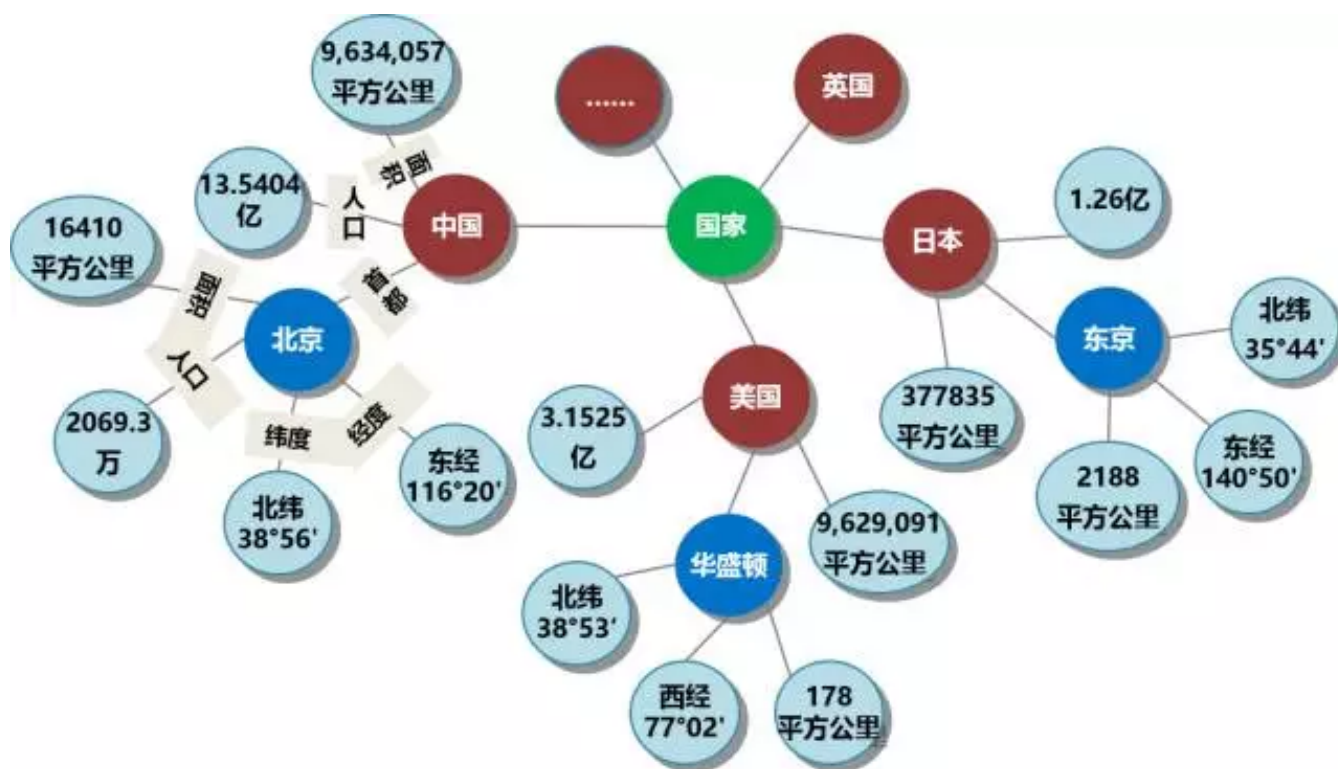 9,634,057
平方公里
......
英国
面
积
13.5404
亿
人
口
中国
国家
日本
1.26亿
16410
平方公里
面积
首
都
北京
人口
东京
北纬
35°44'
美国
377835
平方公里
3.1525
亿
2069.3
万
纬度
经度
东经
116°20'
北纬
38°56'
2188
平方公里
东经
140°50'
9,629,091
平方公里
华盛顿
北纬
38°53'
西经
77°02'
178
平方公里